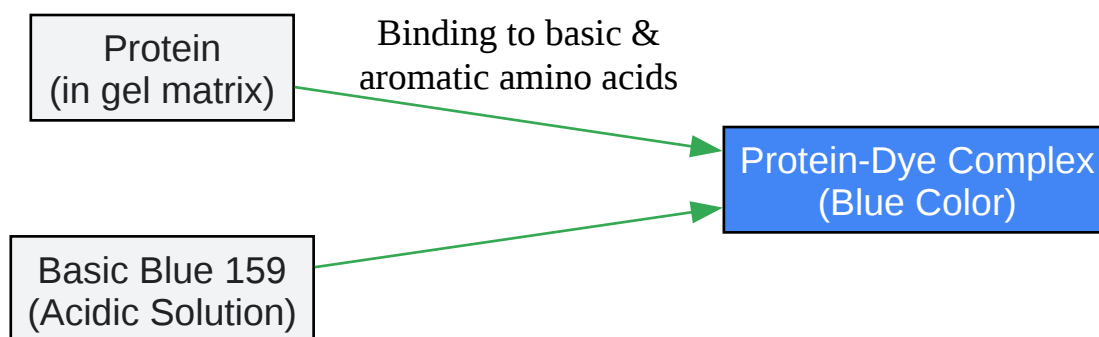 Protein
(in gel matrix)
Binding to basic &
aromatic amino acids
Protein-Dye Complex
(Blue Color)
Basic Blue 159
(Acidic Solution)